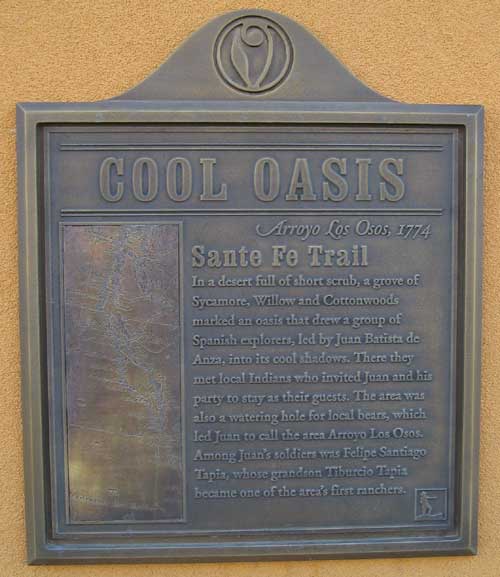 COOL OASIS
Arroyo Los Osos, 1774
Sante Fe Trail
In a desert full of short scrub, a grove of
Sycamore, Willow and Cottonwoods
marked an oasis that drew a group of
Spanish explorers, led by Juan Batista de
Anza, into its cool shadows. There they
met local Indians who invited Juan and his
party to stay as their guests. The area was
also a watering hole for local bears, which
led Juan to call the area Arroyo Los Osos.
Among Juan's soldiers was Felipe Santiago
Tapia, whose grandson Tiburcio Tapia
became one of the area's first ranchers.